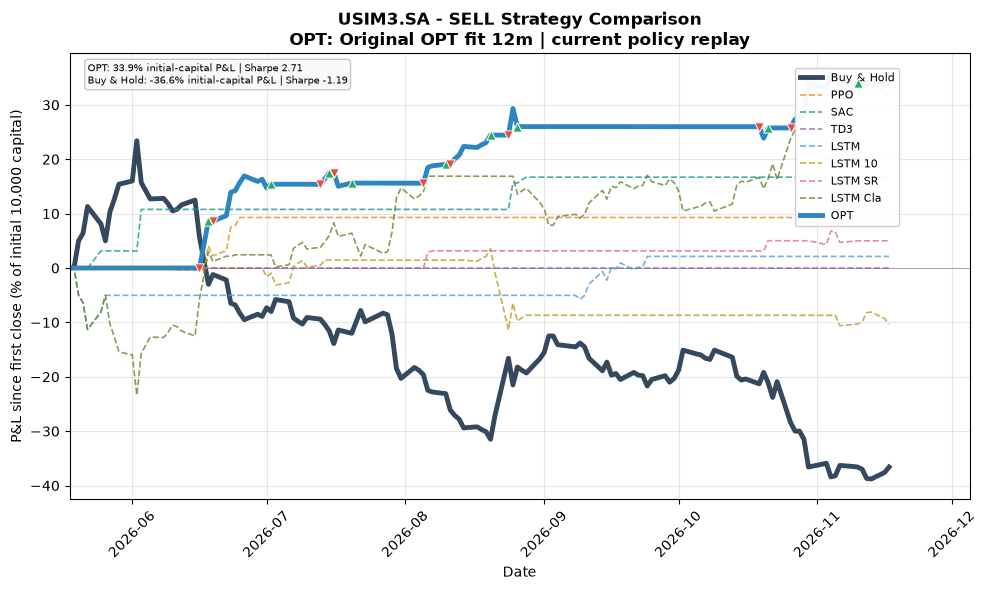 USIM3.SA - SELL Strategy Comparison
OPT: Original OPT fit 12m | current policy replay
OPT: 33.9% initial-capital P&L | Sharpe 2.71
Buy & Hold: -36.6% initial-capital P&L | Sharpe -1.19
Buy & Hold
PPO
SAC
TD3
LSTM
LSTM 10
LSTM SR
LSTM Cla
OPT
P&L since first close (% of initial 10,000 capital)
30
20
10
0
−10
−20
−30
−40
2026-06
2026-07
2026-08
2026-09
2026-10
2026-11
2026-12
Date